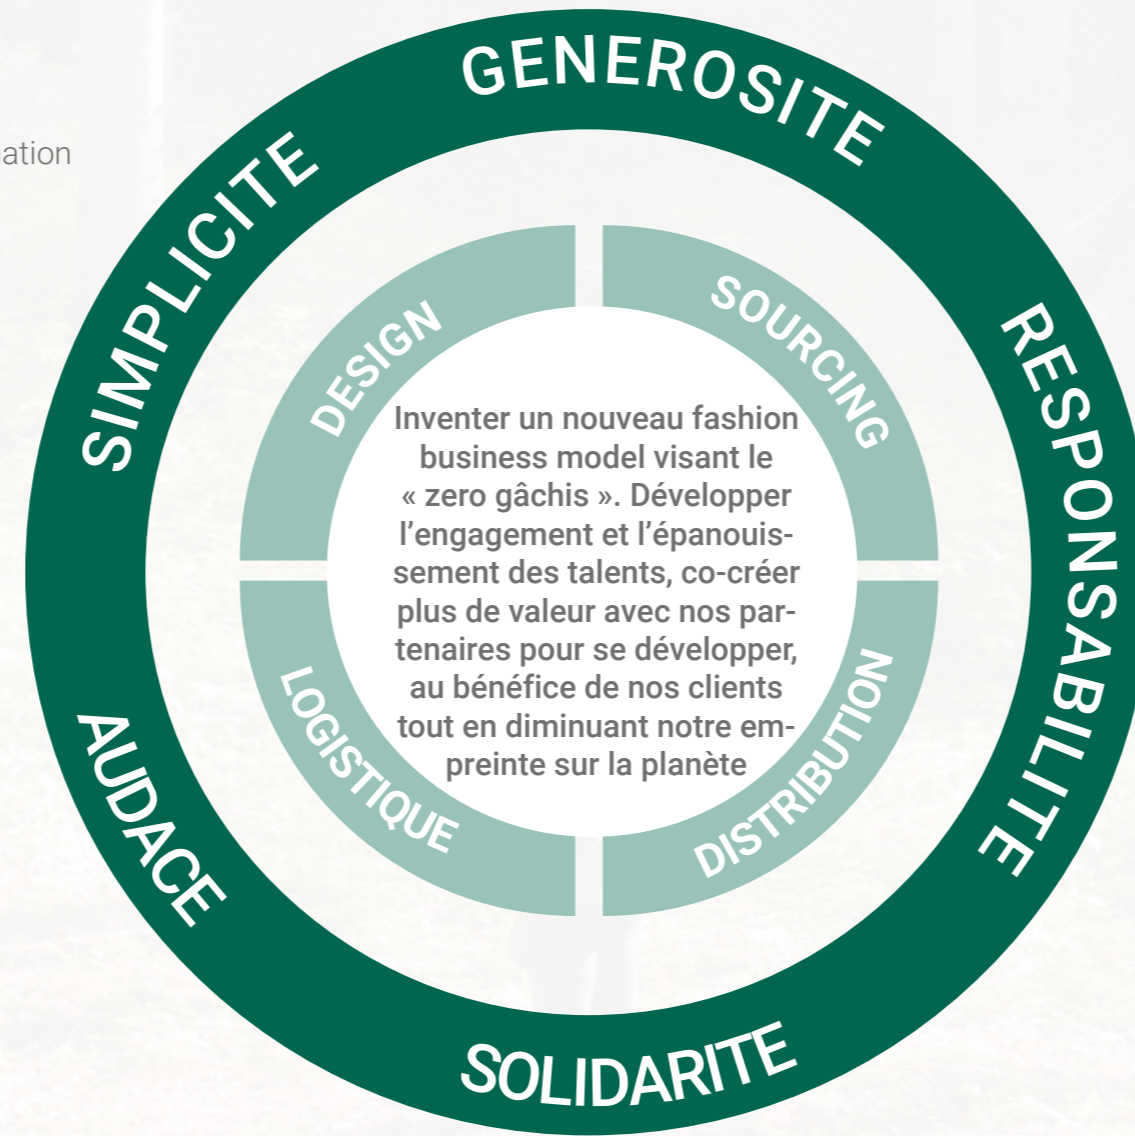 ation
GENEROSITE
SIMPLICITE
RESPONSABILITE
AUDACE
SOLIDARITE
DESIGN
SOURCING
LOGISTIQUE
DISTRIBUTION
Inventer un nouveau fashion
business model visant le
« zero gâchis ». Développer
l’engagement et l’épanouis-
sement des talents, co-créer
plus de valeur avec nos par-
tenaires pour se développer,
au bénéfice de nos clients
tout en diminuant notre em-
preinte sur la planète